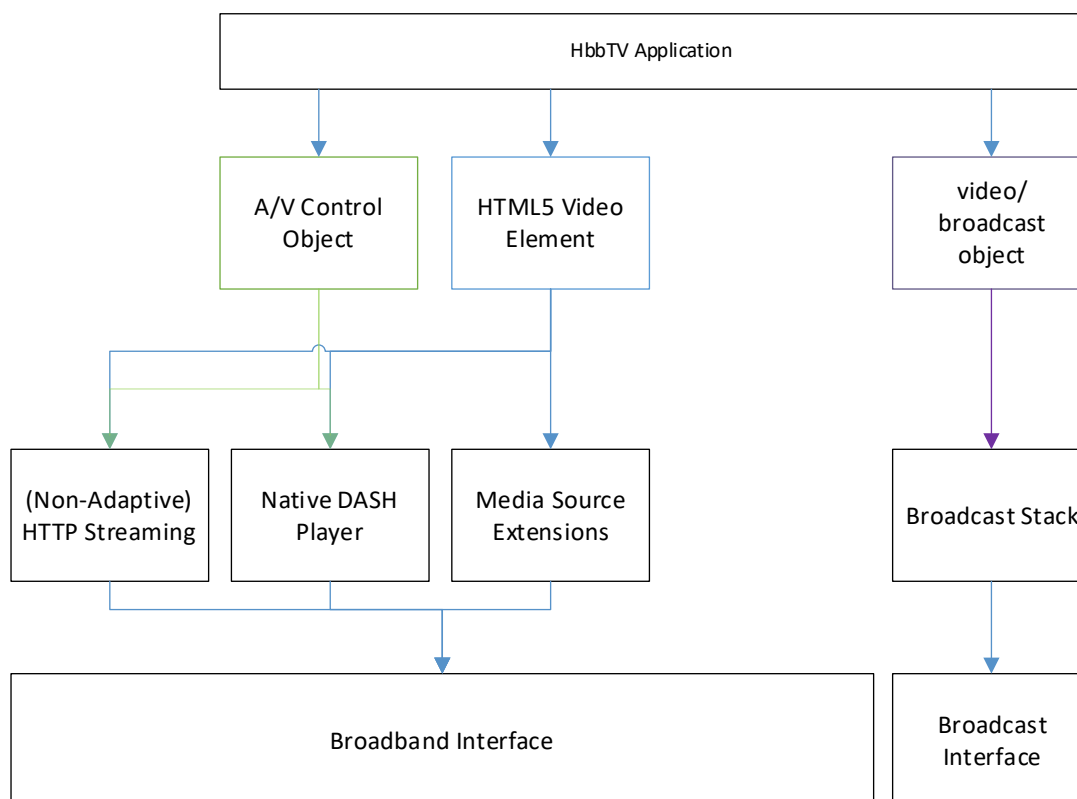 HbbTV Application
A/V Control
Object
HTML5 Video
Element
video/
broadcast
object
(Non-Adaptive)
HTTP Streaming
Native DASH
Player
Media Source
Extensions
Broadcast Stack
Broadband Interface
Broadcast
Interface